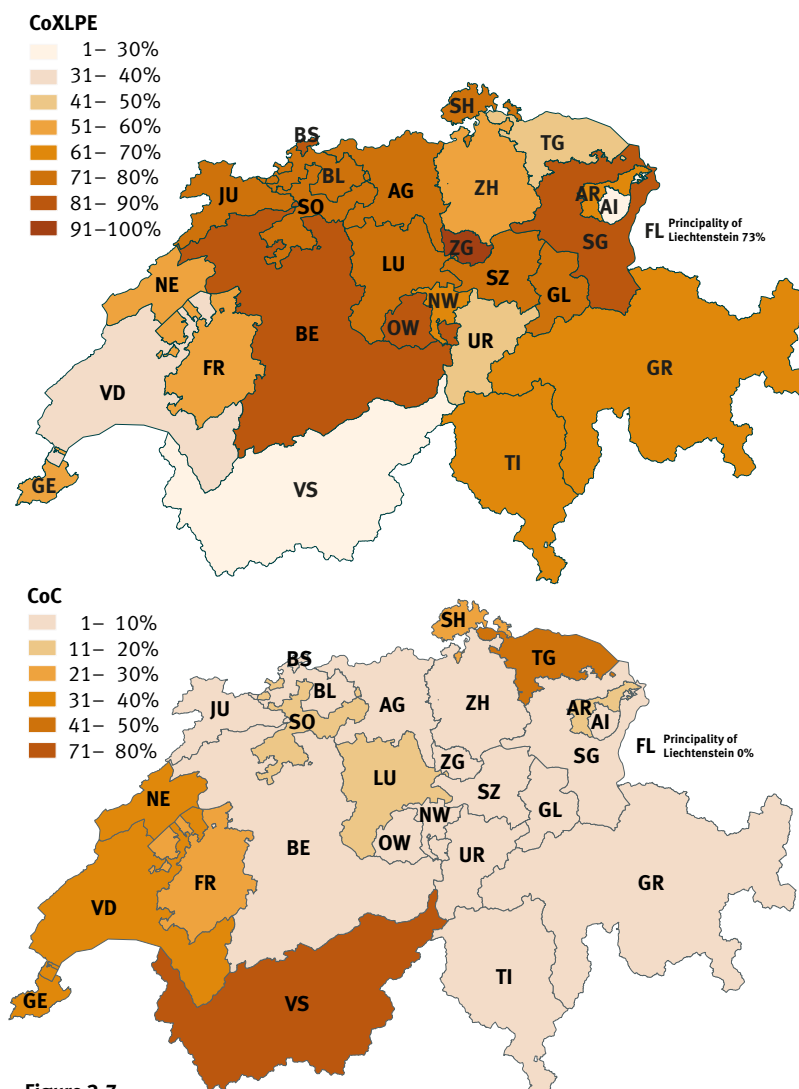 CoXLPE
1– 30%
31– 40%
41– 50%
51– 60%
61– 70%
71– 80%
81– 90%
91–100%
SH
BS
TG
BL
JU
AG
ZH
AR
SO
AI
FL Principality of
Liechtenstein 73%
ZG
SG
LU
SZ
NE
NW
GL
OW
BE
UR
FR
GR
VD
TI
GE
VS
CoC
1– 10%
11– 20%
21– 30%
31– 40%
41– 50%
71– 80%
SH
BS
TG
BL
JU
AG
ZH
AR
SO
AI
FL Principality of
Liechtenstein 0%
SG
ZG
LU
SZ
NE
GL
NW
OW
BE
UR
FR
GR
VD
TI
GE
VS